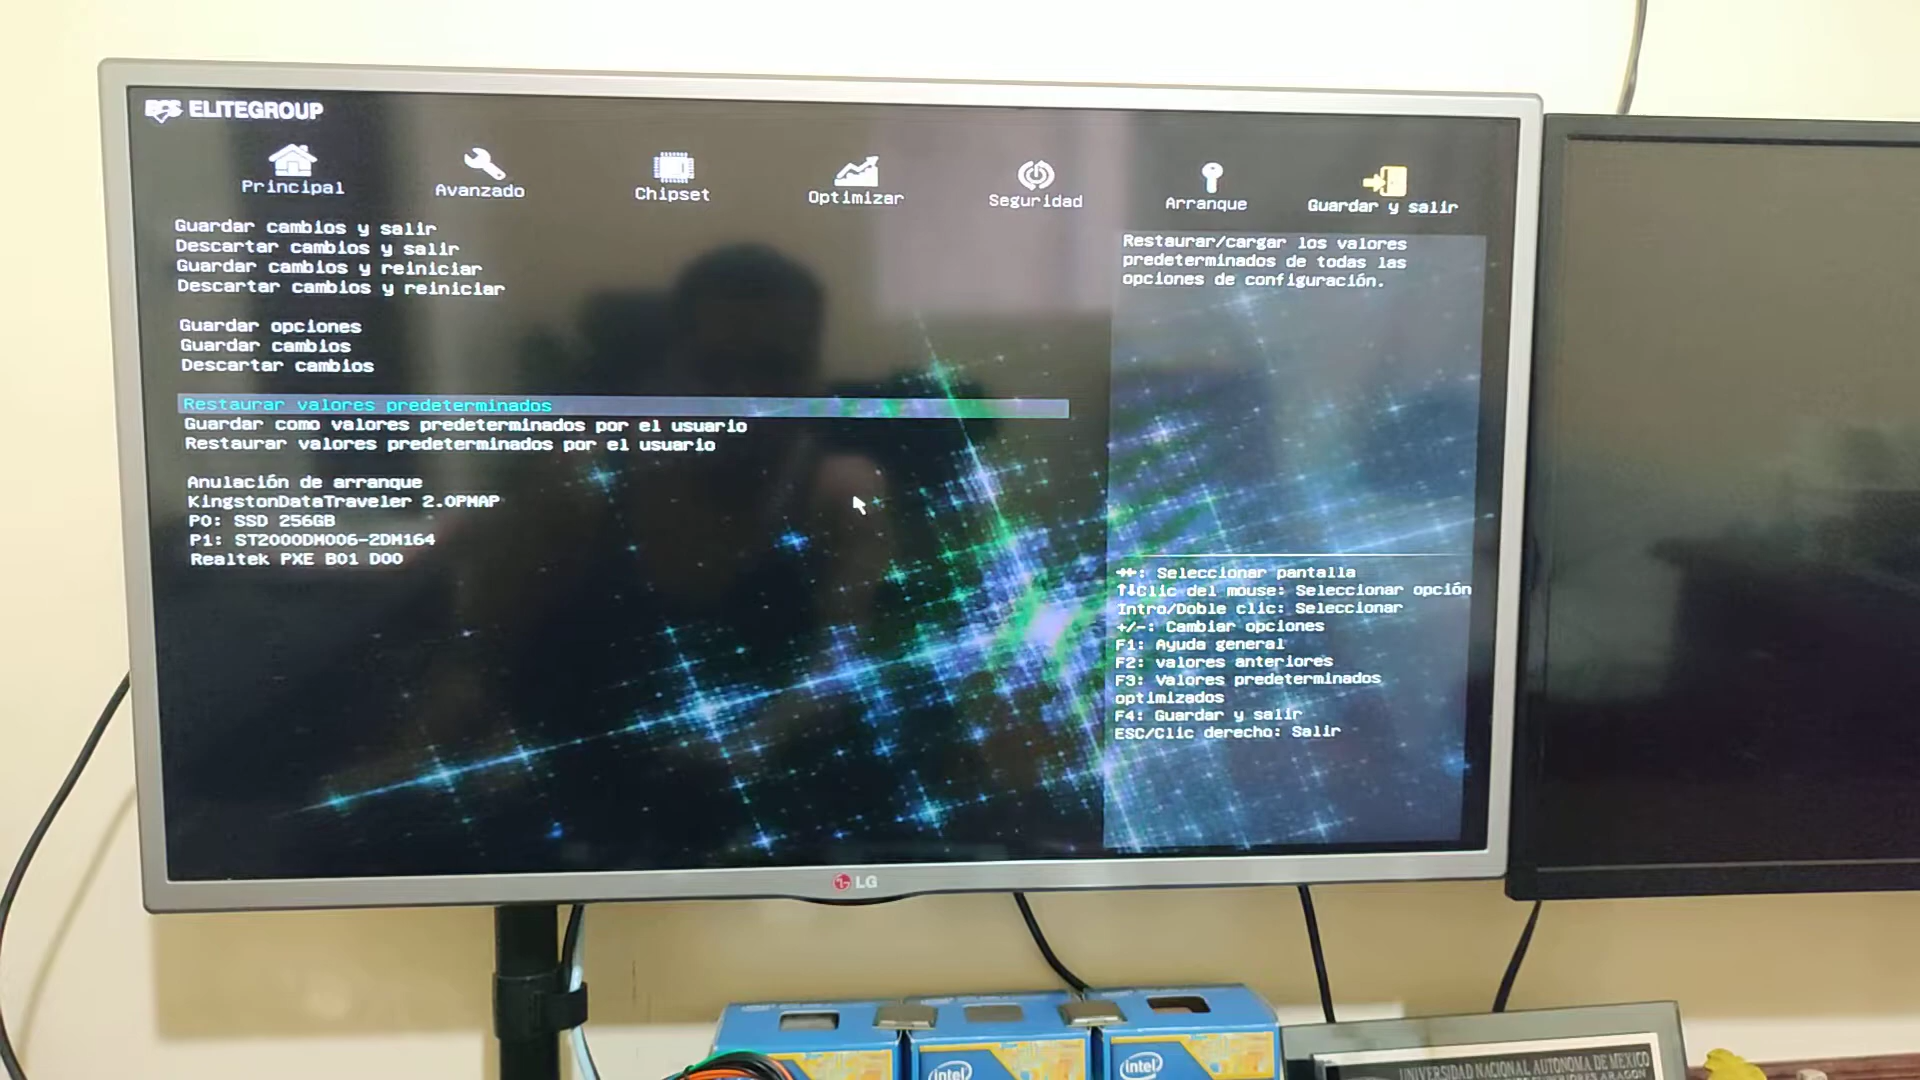 ECS ELITEGROUP
Principal
Avanzado
Chipset
Optimizar
Seguridad
Arranque
Guardar y salir
Guardar cambios y salir
Descartar cambios y salir
Guardar cambios y reiniciar
Descartar cambios y reiniciar
Guardar opciones
Guardar cambios
Descartar cambios
Restaurar valores predeterminados
Guardar como valores predeterminados por el usuario
Restaurar valores predeterminados por el usuario
Anulación de arranque
KingstonDataTraveler 2.0PMAP
P0: SSD 256GB
P1: ST2000DM006-2DM164
Realtek PXE B01 D00
Restaurar/cargar los valores
predeterminados de todas las
opciones de configuración.
→←: Seleccionar pantalla
↑↓Clic del mouse: Seleccionar opción
Intro/Doble clic: Seleccionar
+/-: Cambiar opciones
F1: Ayuda general
F2: valores anteriores
F3: Valores predeterminados
optimizados
F4: Guardar y salir
ESC/Clic derecho: Salir
LG
intel
intel
UNIVERSIDAD NACIONAL AUTONOMA DE MEXICO